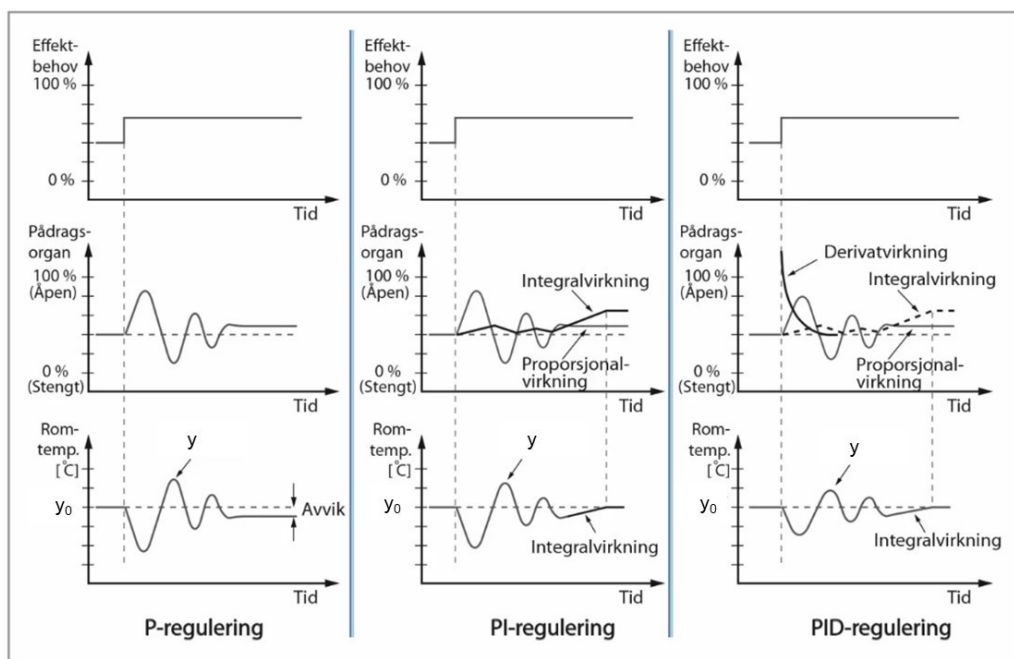 Effekt-
behov
100 %
0 %
Tid
Pådrags-
organ
100 %
(Åpen)
0 %
(Stengt)
Tid
Rom-
temp.
[°C]
y
y₀
Avvik
Tid
P-regulering
Effekt-
behov
100 %
0 %
Tid
Pådrags-
organ
100 %
(Åpen)
Integralvirkning
Proporsjonal-
virkning
0 %
(Stengt)
Tid
Rom-
temp.
[°C]
y
y₀
Integralvirkning
Tid
PI-regulering
Effekt-
behov
100 %
0 %
Tid
Pådrags-
organ
Derivatvirkning
100 %
(Åpen)
Integralvirkning
Proporsjonal-
virkning
0 %
(Stengt)
Tid
Rom-
temp.
[°C]
y
y₀
Integralvirkning
Tid
PID-regulering